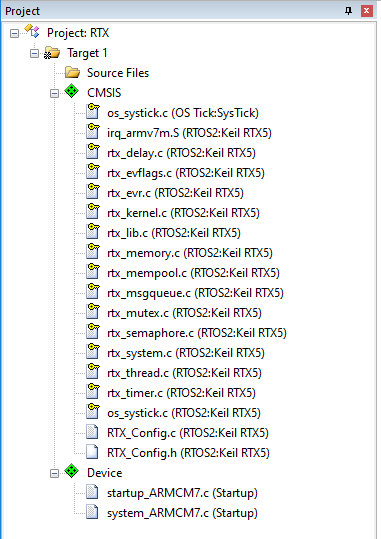 Project
Project: RTX
Target 1
Source Files
CMSIS
os_systick.c (OS Tick:SysTick)
irq_armv7m.S (RTOS2:Keil RTX5)
rtx_delay.c (RTOS2:Keil RTX5)
rtx_evflags.c (RTOS2:Keil RTX5)
rtx_evr.c (RTOS2:Keil RTX5)
rtx_kernel.c (RTOS2:Keil RTX5)
rtx_lib.c (RTOS2:Keil RTX5)
rtx_memory.c (RTOS2:Keil RTX5)
rtx_mempool.c (RTOS2:Keil RTX5)
rtx_msgqueue.c (RTOS2:Keil RTX5)
rtx_mutex.c (RTOS2:Keil RTX5)
rtx_semaphore.c (RTOS2:Keil RTX5)
rtx_system.c (RTOS2:Keil RTX5)
rtx_thread.c (RTOS2:Keil RTX5)
rtx_timer.c (RTOS2:Keil RTX5)
os_systick.c (RTOS2:Keil RTX5)
RTX_Config.c (RTOS2:Keil RTX5)
RTX_Config.h (RTOS2:Keil RTX5)
Device
startup_ARMCM7.c (Startup)
system_ARMCM7.c (Startup)